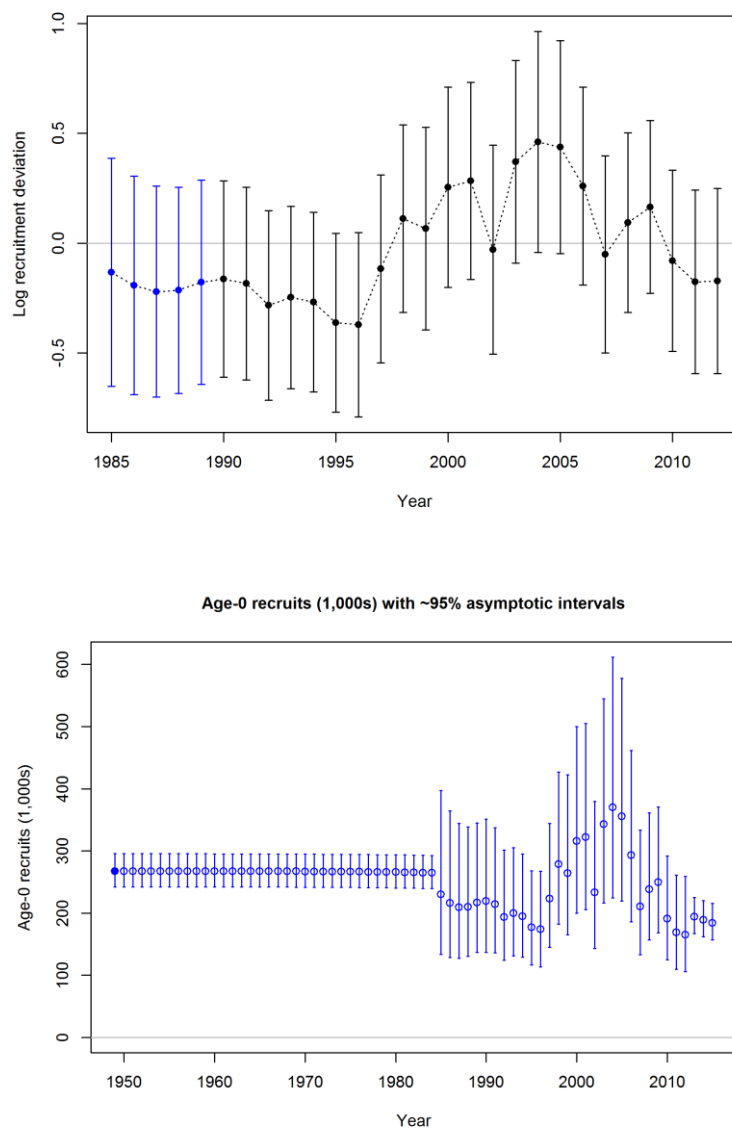 1.0
0.5
0.0
-0.5
Log recruitment deviation
1985 1990 1995 2000 2005 2010
Year
Age-0 recruits (1,000s) with ~95% asymptotic intervals
600
500
400
300
200
100
0
Age-0 recruits (1,000s)
1950 1960 1970 1980 1990 2000 2010
Year